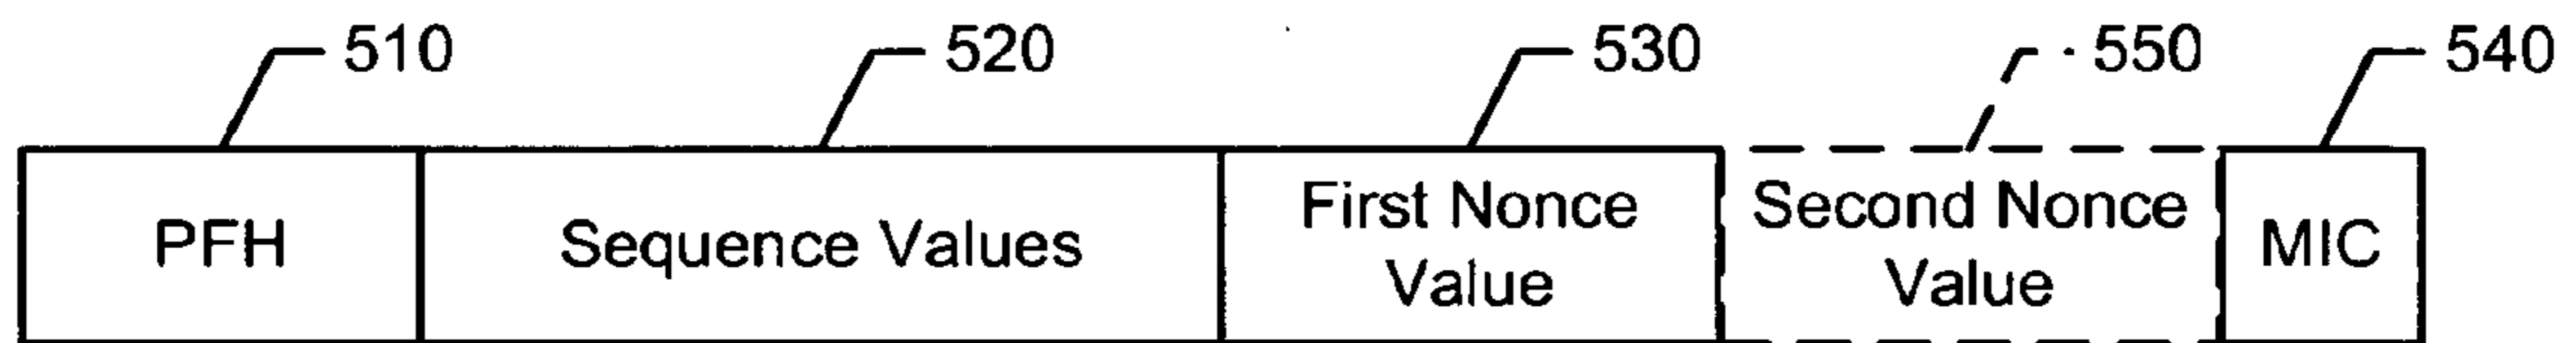 510
520
530
550
540
PFH
Sequence Values
First Nonce
Value
Second Nonce
Value
MIC